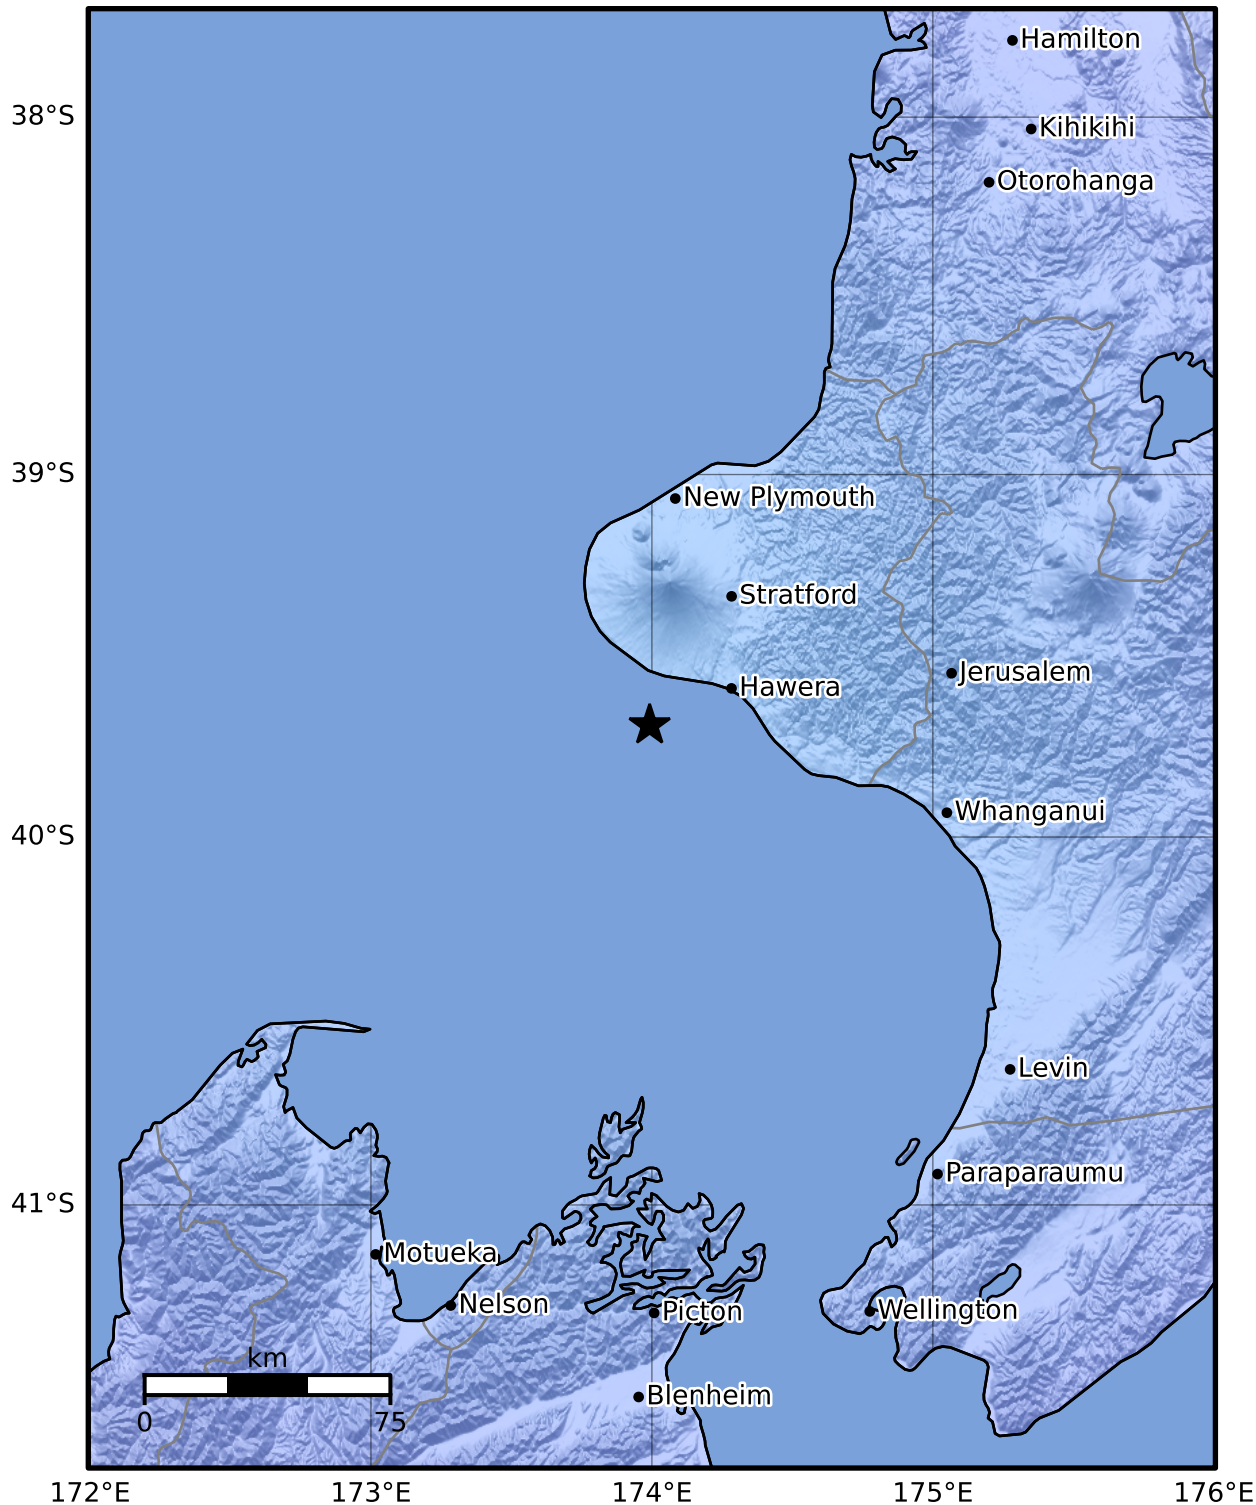 Hamilton
38°S
Kihikihi
Otorohanga
39°S
New Plymouth
Stratford
Jerusalem
Hawera
Whanganui
40°S
Levin
Paraparaumu
41°S
Motueka
Nelson
Picton
Wellington
km
Blenheim
0 75
172°E 173°E 174°E 175°E 176°E